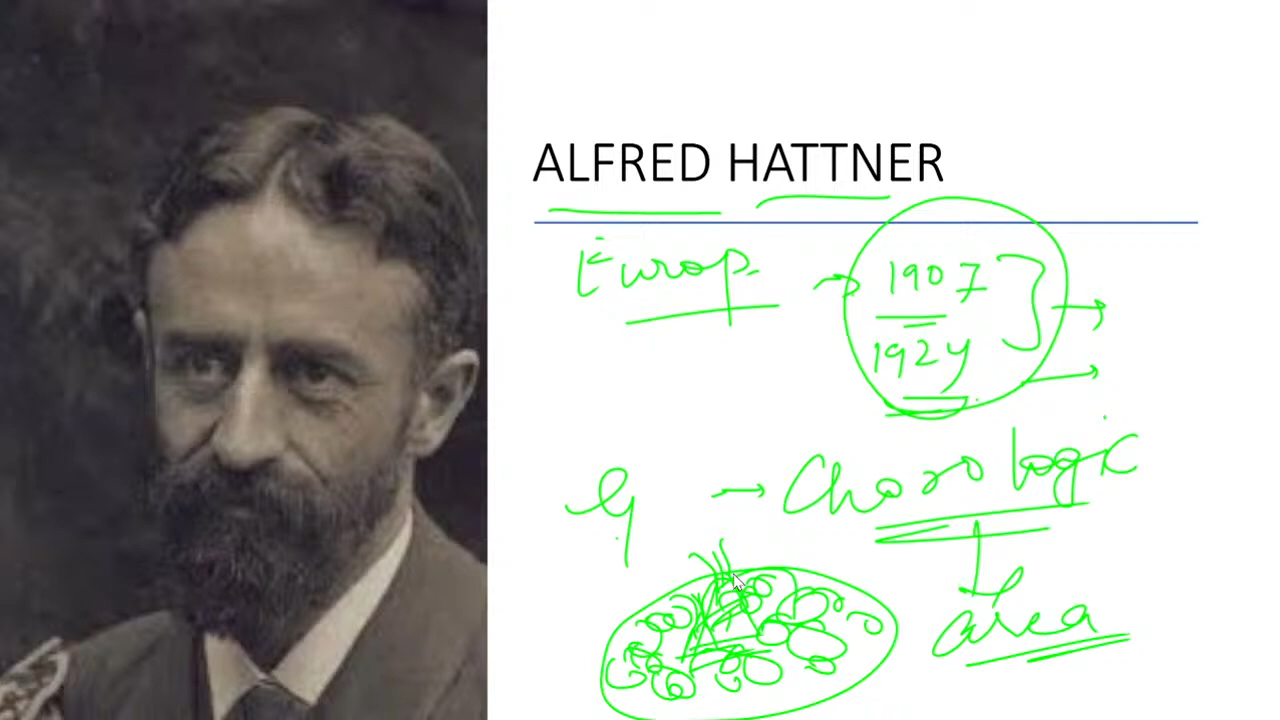 ALFRED HATTNER
Europ. → 1907
1924
G → Chorologic
area